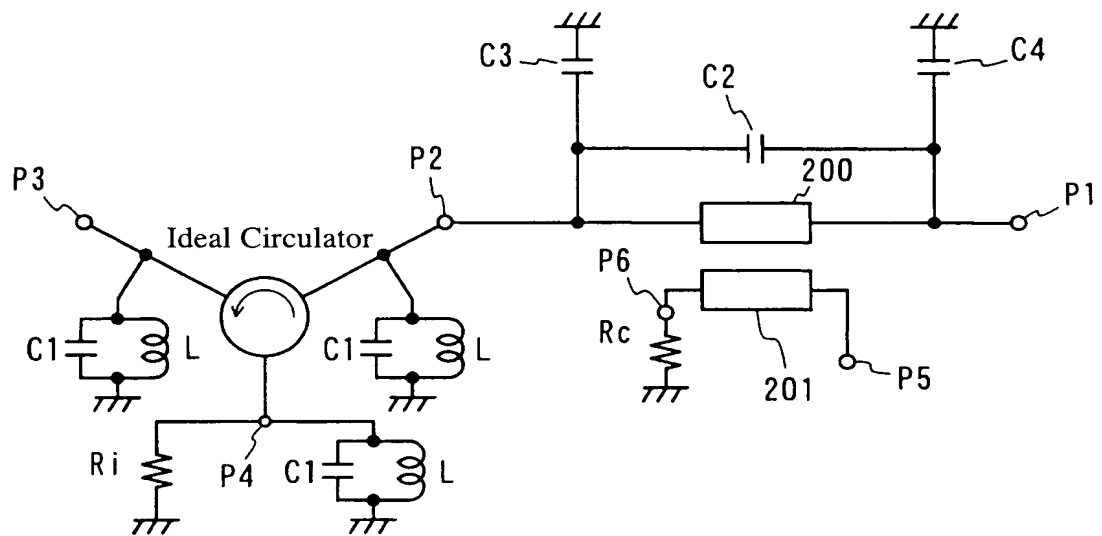 C3
C4
C2
P2
200
P3
P1
Ideal Circulator
P6
C1 L
C1 L
Rc
P5
201
Ri
P4
C1 L